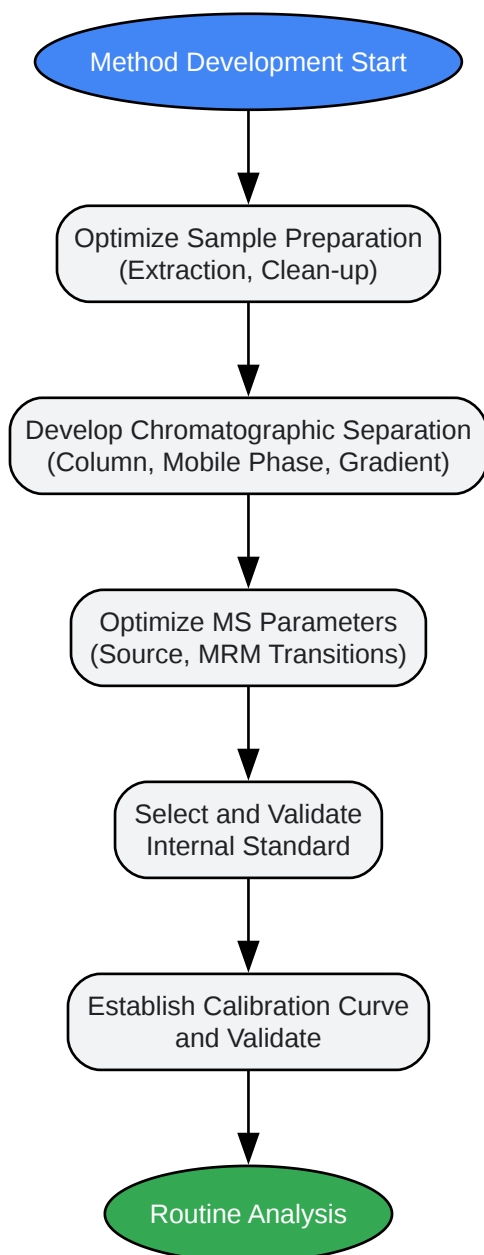 Method Development Start
Optimize Sample Preparation
(Extraction, Clean-up)
Develop Chromatographic Separation
(Column, Mobile Phase, Gradient)
Optimize MS Parameters
(Source, MRM Transitions)
Select and Validate
Internal Standard
Establish Calibration Curve
and Validate
Routine Analysis